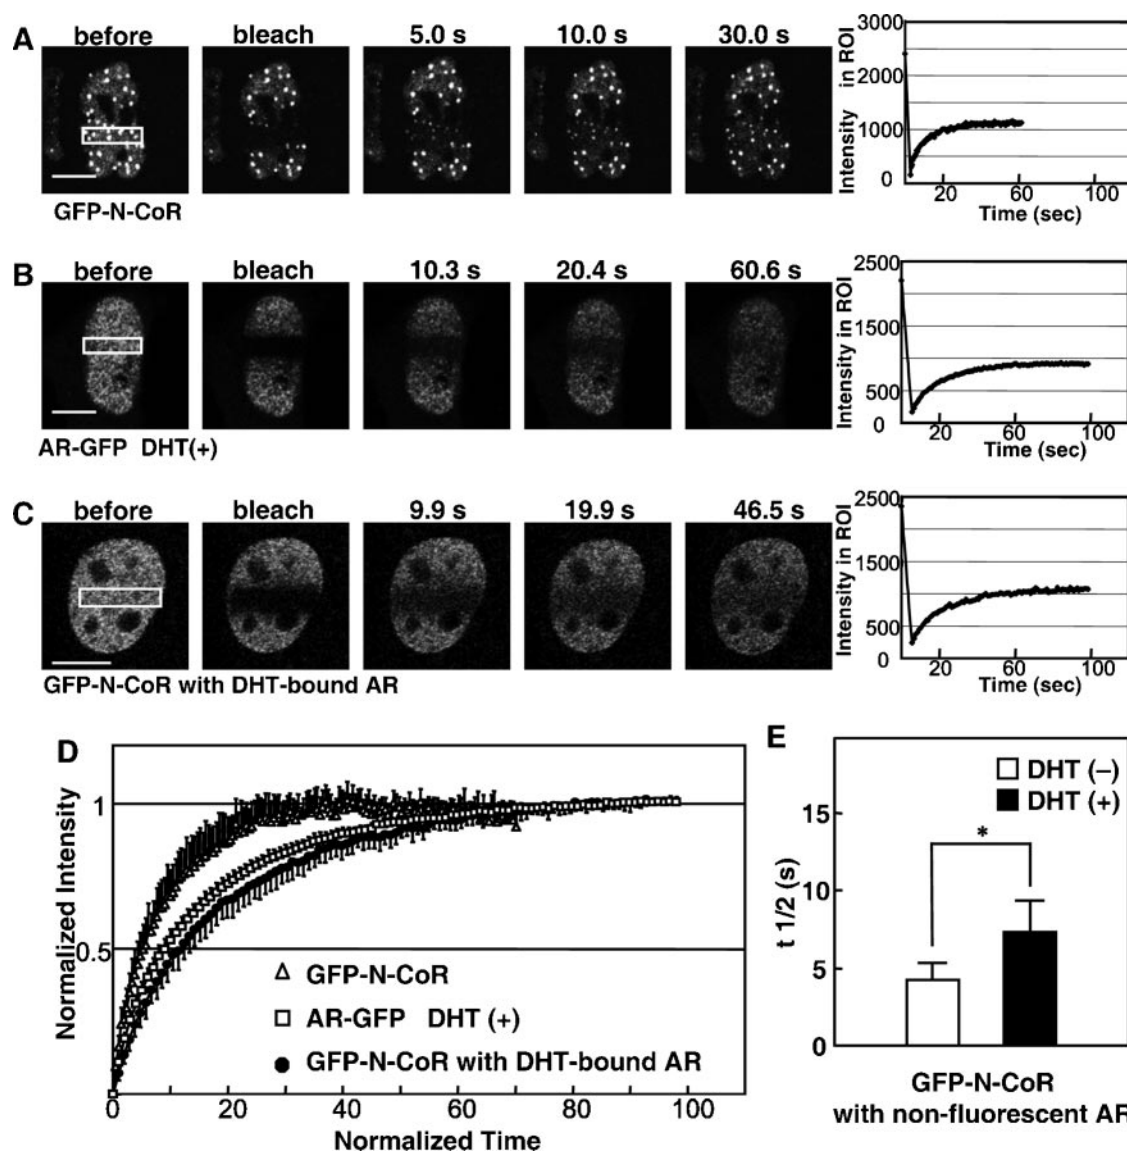 A
before
bleach
5.0 s
10.0 s
30.0 s
GFP-N-CoR
Intensity in ROI
3000
2000
1000
0
20
60
100
Time (sec)
B
before
bleach
10.3 s
20.4 s
60.6 s
AR-GFP DHT(+)
Intensity in ROI
2500
1500
500
0
20
60
100
Time (sec)
C
before
bleach
9.9 s
19.9 s
46.5 s
GFP-N-CoR with DHT-bound AR
Intensity in ROI
2500
1500
500
0
20
60
100
Time (sec)
D
Normalized Intensity
1
0.5
GFP-N-CoR
AR-GFP DHT (+)
GFP-N-CoR with DHT-bound AR
0
20
40
60
80
100
Normalized Time
E
DHT (–)
DHT (+)
*
t 1/2 (s)
15
10
5
0
GFP-N-CoR
with non-fluorescent AR